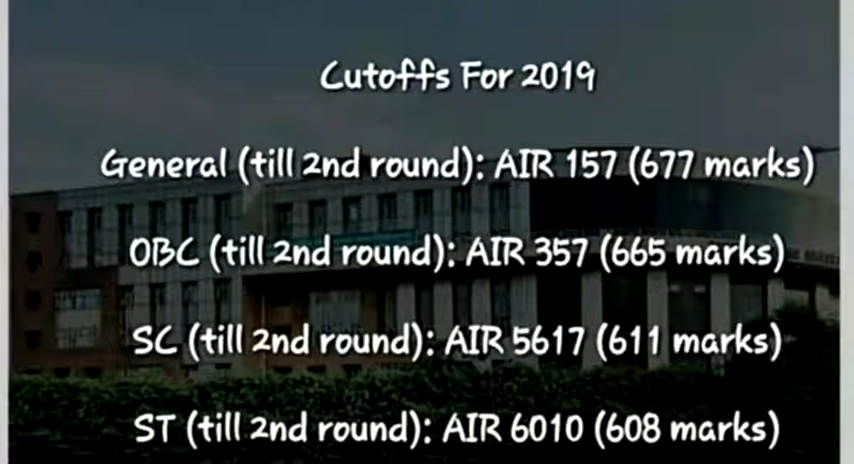 Cutoffs For 2019
General (till 2nd round): AIR 157 (677 marks)
OBC (till 2nd round): AIR 357 (665 marks)
SC (till 2nd round): AIR 5617 (611 marks)
ST (till 2nd round): AIR 6010 (608 marks)